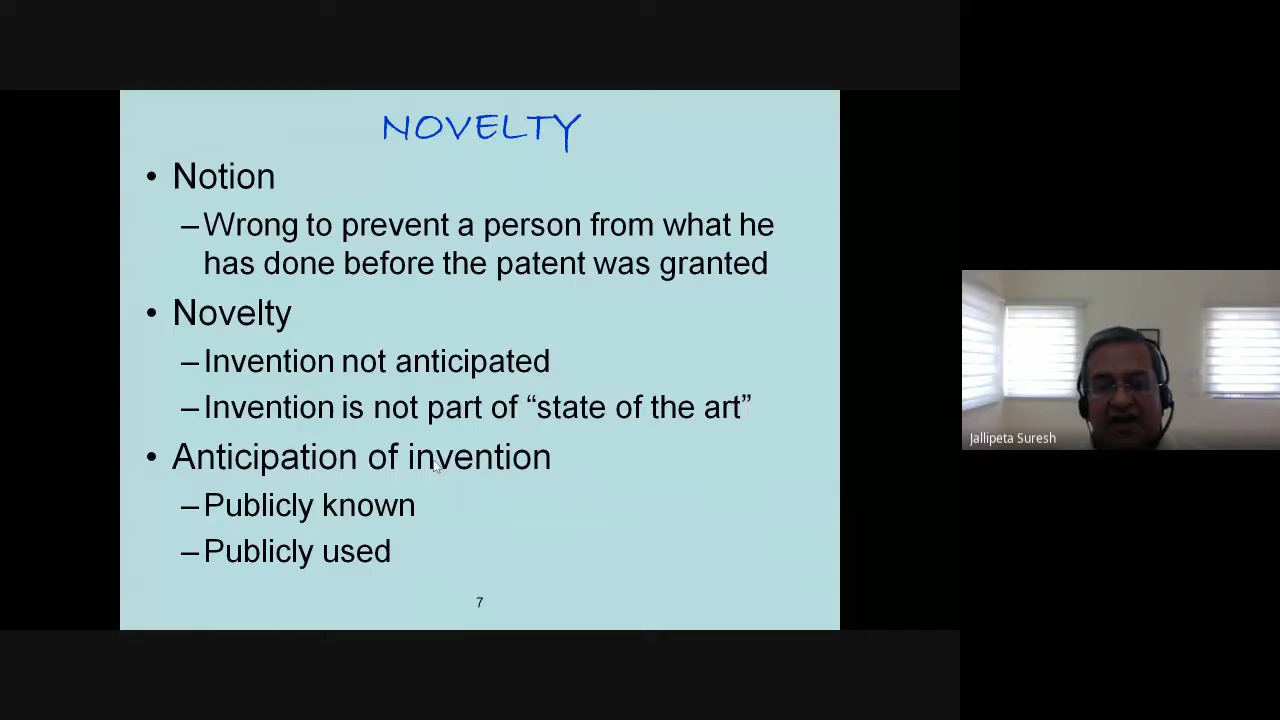 NOVELTY
• Notion
–Wrong to prevent a person from what he
has done before the patent was granted
• Novelty
–Invention not anticipated
–Invention is not part of “state of the art”
• Anticipation of invention
–Publicly known
–Publicly used
7
Jallipeta Suresh